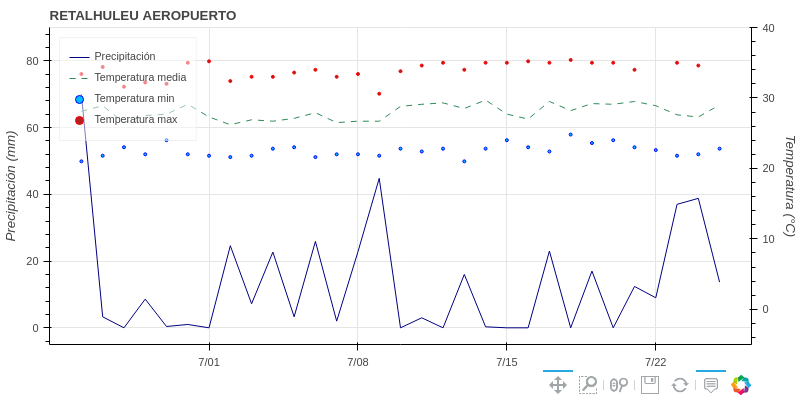 RETALHULEU AEROPUERTO
Precipitación
Temperatura media
Temperatura min
Temperatura max
Precipitación (mm)
80
60
40
20
0
Temperatura (°C)
40
30
20
10
0
7/01
7/08
7/15
7/22